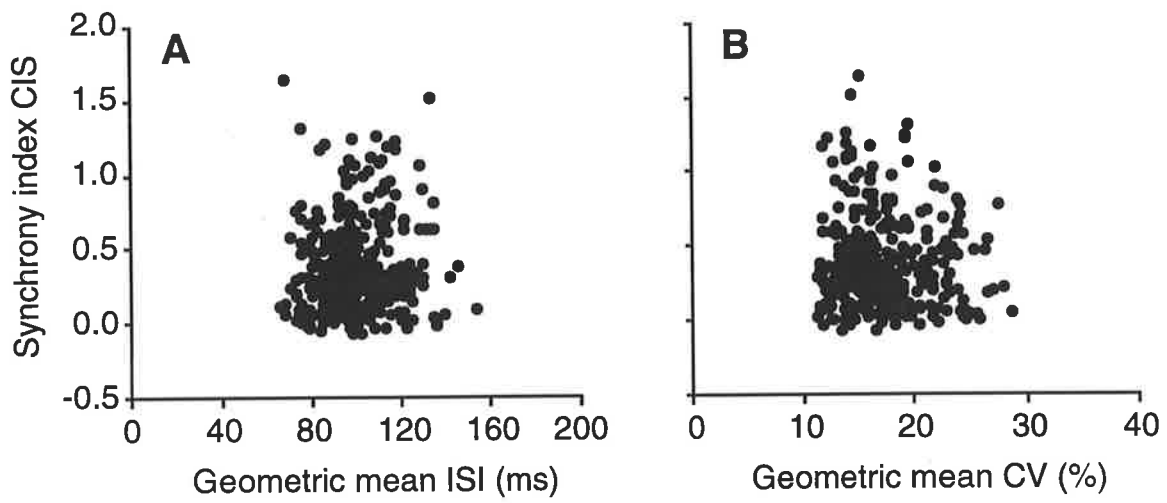 A
B
Synchrony index CIS
2.0
1.5
1.0
0.5
0.0
-0.5
0 40 80 120 160 200
0 10 20 30 40
Geometric mean ISI (ms)
Geometric mean CV (%)